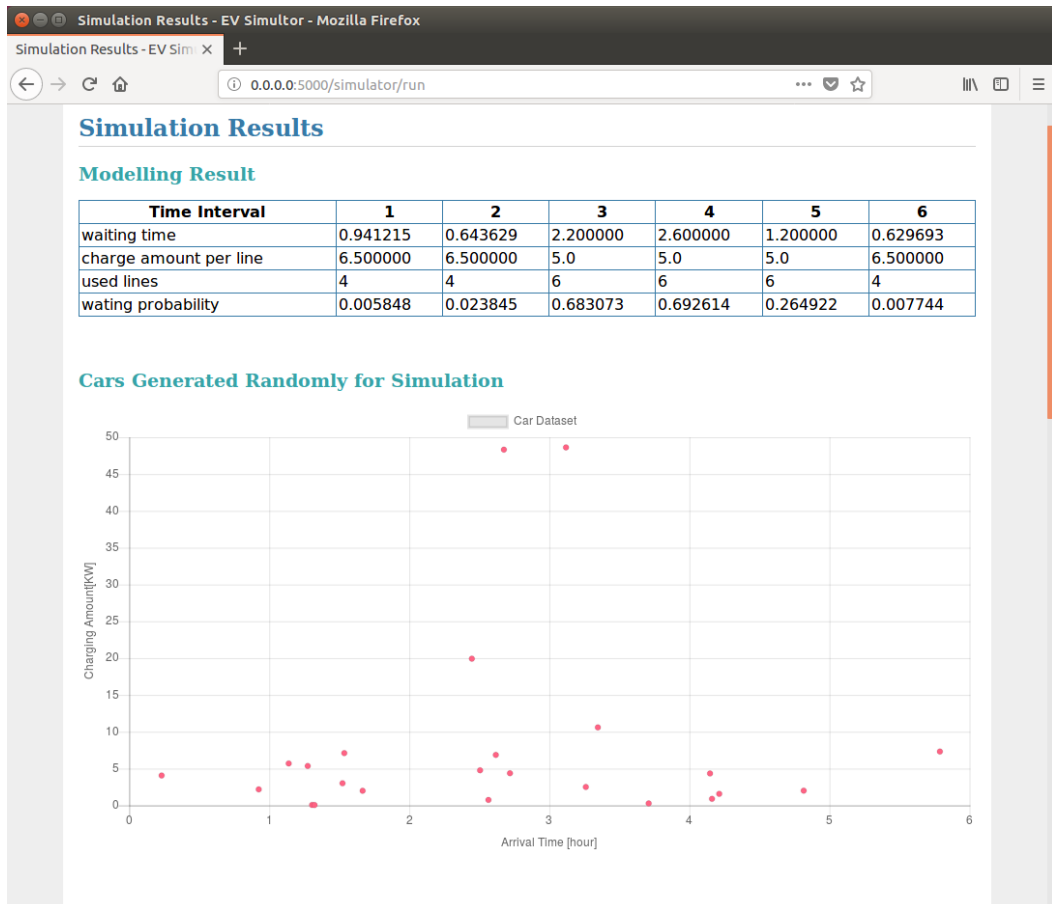 Simulation Results - EV Simultor - Mozilla Firefox
Simulation Results - EV Sim
0.0.0.0:5000/simulator/run
Simulation Results
Modelling Result
Time Interval 1 2 3 4 5 6
waiting time 0.941215 0.643629 2.200000 2.600000 1.200000 0.629693
charge amount per line 6.500000 6.500000 5.0 5.0 5.0 6.500000
used lines 4 4 6 6 6 4
wating probability 0.005848 0.023845 0.683073 0.692614 0.264922 0.007744
Cars Generated Randomly for Simulation
Car Dataset
Charging Amount[KW]
50
45
40
35
30
25
20
15
10
5
0
0 1 2 3 4 5 6
Arrival Time [hour]